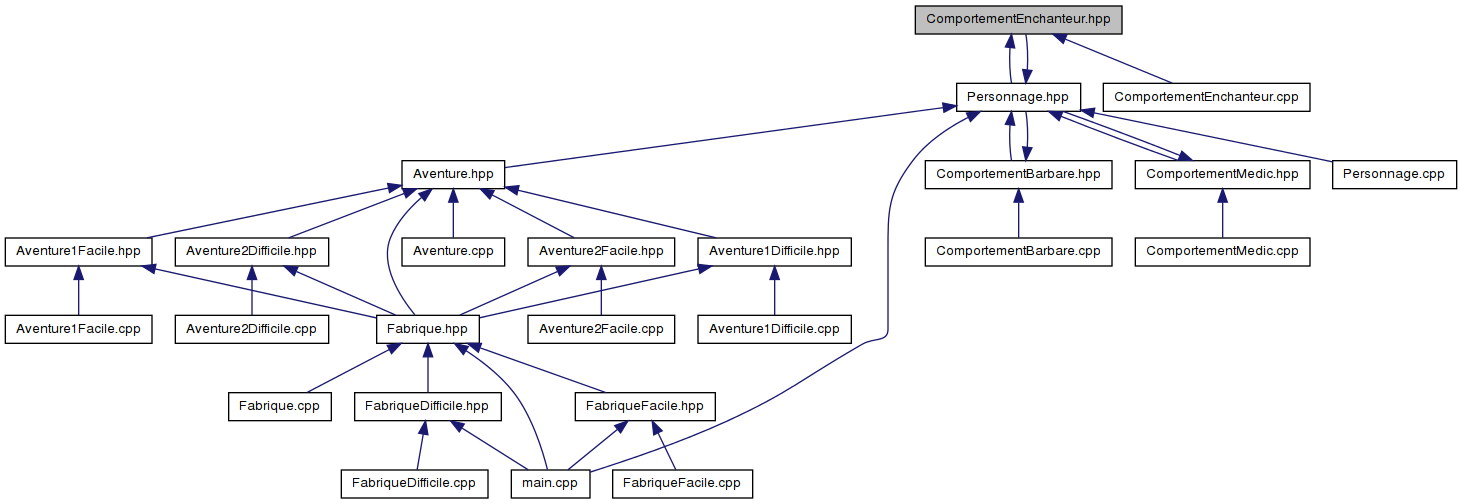 ComportementEnchanteur.hpp
Personnage.hpp
ComportementEnchanteur.cpp
Aventure.hpp
ComportementBarbare.hpp
ComportementMedic.hpp
Personnage.cpp
Aventure1Facile.hpp
Aventure2Difficile.hpp
Aventure.cpp
Aventure2Facile.hpp
Aventure1Difficile.hpp
ComportementBarbare.cpp
ComportementMedic.cpp
Aventure1Facile.cpp
Aventure2Difficile.cpp
Fabrique.hpp
Aventure2Facile.cpp
Aventure1Difficile.cpp
Fabrique.cpp
FabriqueDifficile.hpp
FabriqueFacile.hpp
FabriqueDifficile.cpp
main.cpp
FabriqueFacile.cpp